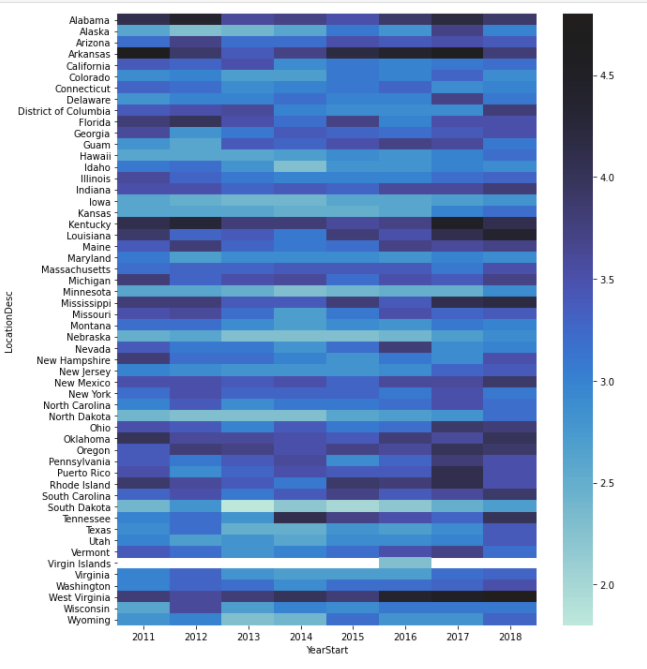 LocationDesc
Alabama
Alaska
Arizona
Arkansas
California
Colorado
Connecticut
Delaware
District of Columbia
Florida
Georgia
Guam
Hawaii
Idaho
Illinois
Indiana
Iowa
Kansas
Kentucky
Louisiana
Maine
Maryland
Massachusetts
Michigan
Minnesota
Mississippi
Missouri
Montana
Nebraska
Nevada
New Hampshire
New Jersey
New Mexico
New York
North Carolina
North Dakota
Ohio
Oklahoma
Oregon
Pennsylvania
Puerto Rico
Rhode Island
South Carolina
South Dakota
Tennessee
Texas
Utah
Vermont
Virgin Islands
Virginia
Washington
West Virginia
Wisconsin
Wyoming
2011 2012 2013 2014 2015 2016 2017 2018
YearStart
4.5
4.0
3.5
3.0
2.5
2.0